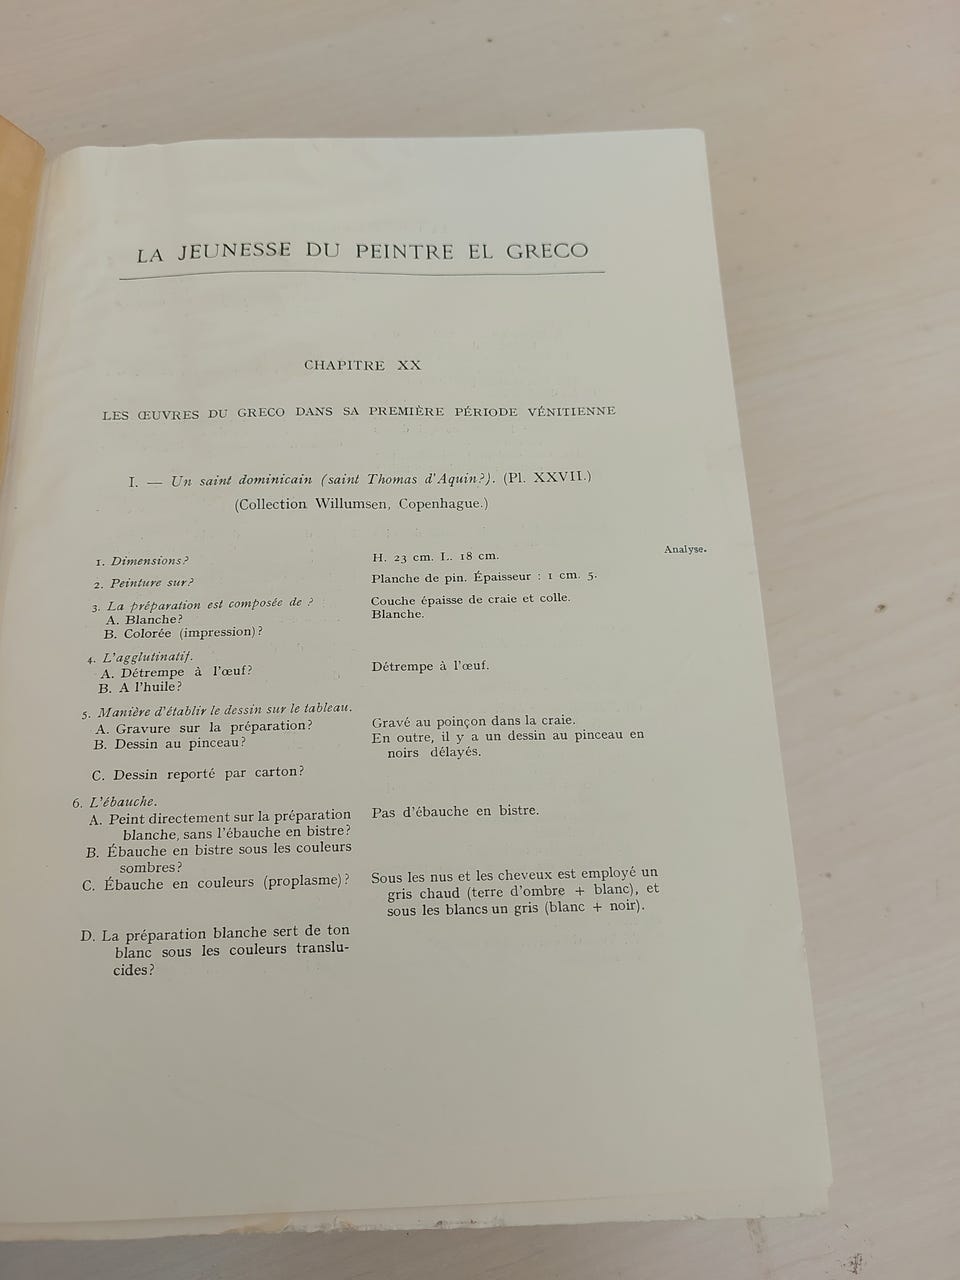 LA JEUNESSE DU PEINTRE EL GRECO
CHAPITRE XX
LES ŒUVRES DU GRECO DANS SA PREMIÈRE PÉRIODE VÉNITIENNE
I. — Un saint dominicain (saint Thomas d'Aquin?). (Pl. XXVII.)
(Collection Willumsen, Copenhague.)
Analyse.
1. Dimensions? H. 23 cm. L. 18 cm.
2. Peinture sur? Planche de pin. Épaisseur : 1 cm. 5.
3. La préparation est composée de ? Couche épaisse de craie et colle.
A. Blanche? Blanche.
B. Colorée (impression)?
4. L'agglutinatif.
A. Détrempe à l'œuf? Détrempe à l'œuf.
B. A l'huile?
5. Manière d'établir le dessin sur le tableau.
A. Gravure sur la préparation? Gravé au poinçon dans la craie.
B. Dessin au pinceau? En outre, il y a un dessin au pinceau en
noirs délayés.
C. Dessin reporté par carton?
6. L'ébauche.
A. Peint directement sur la préparation Pas d'ébauche en bistre.
blanche, sans l'ébauche en bistre?
B. Ébauche en bistre sous les couleurs
sombres?
C. Ébauche en couleurs (proplasme)? Sous les nus et les cheveux est employé un
gris chaud (terre d'ombre + blanc), et
sous les blancs un gris (blanc + noir).
D. La préparation blanche sert de ton
blanc sous les couleurs translu-
cides?